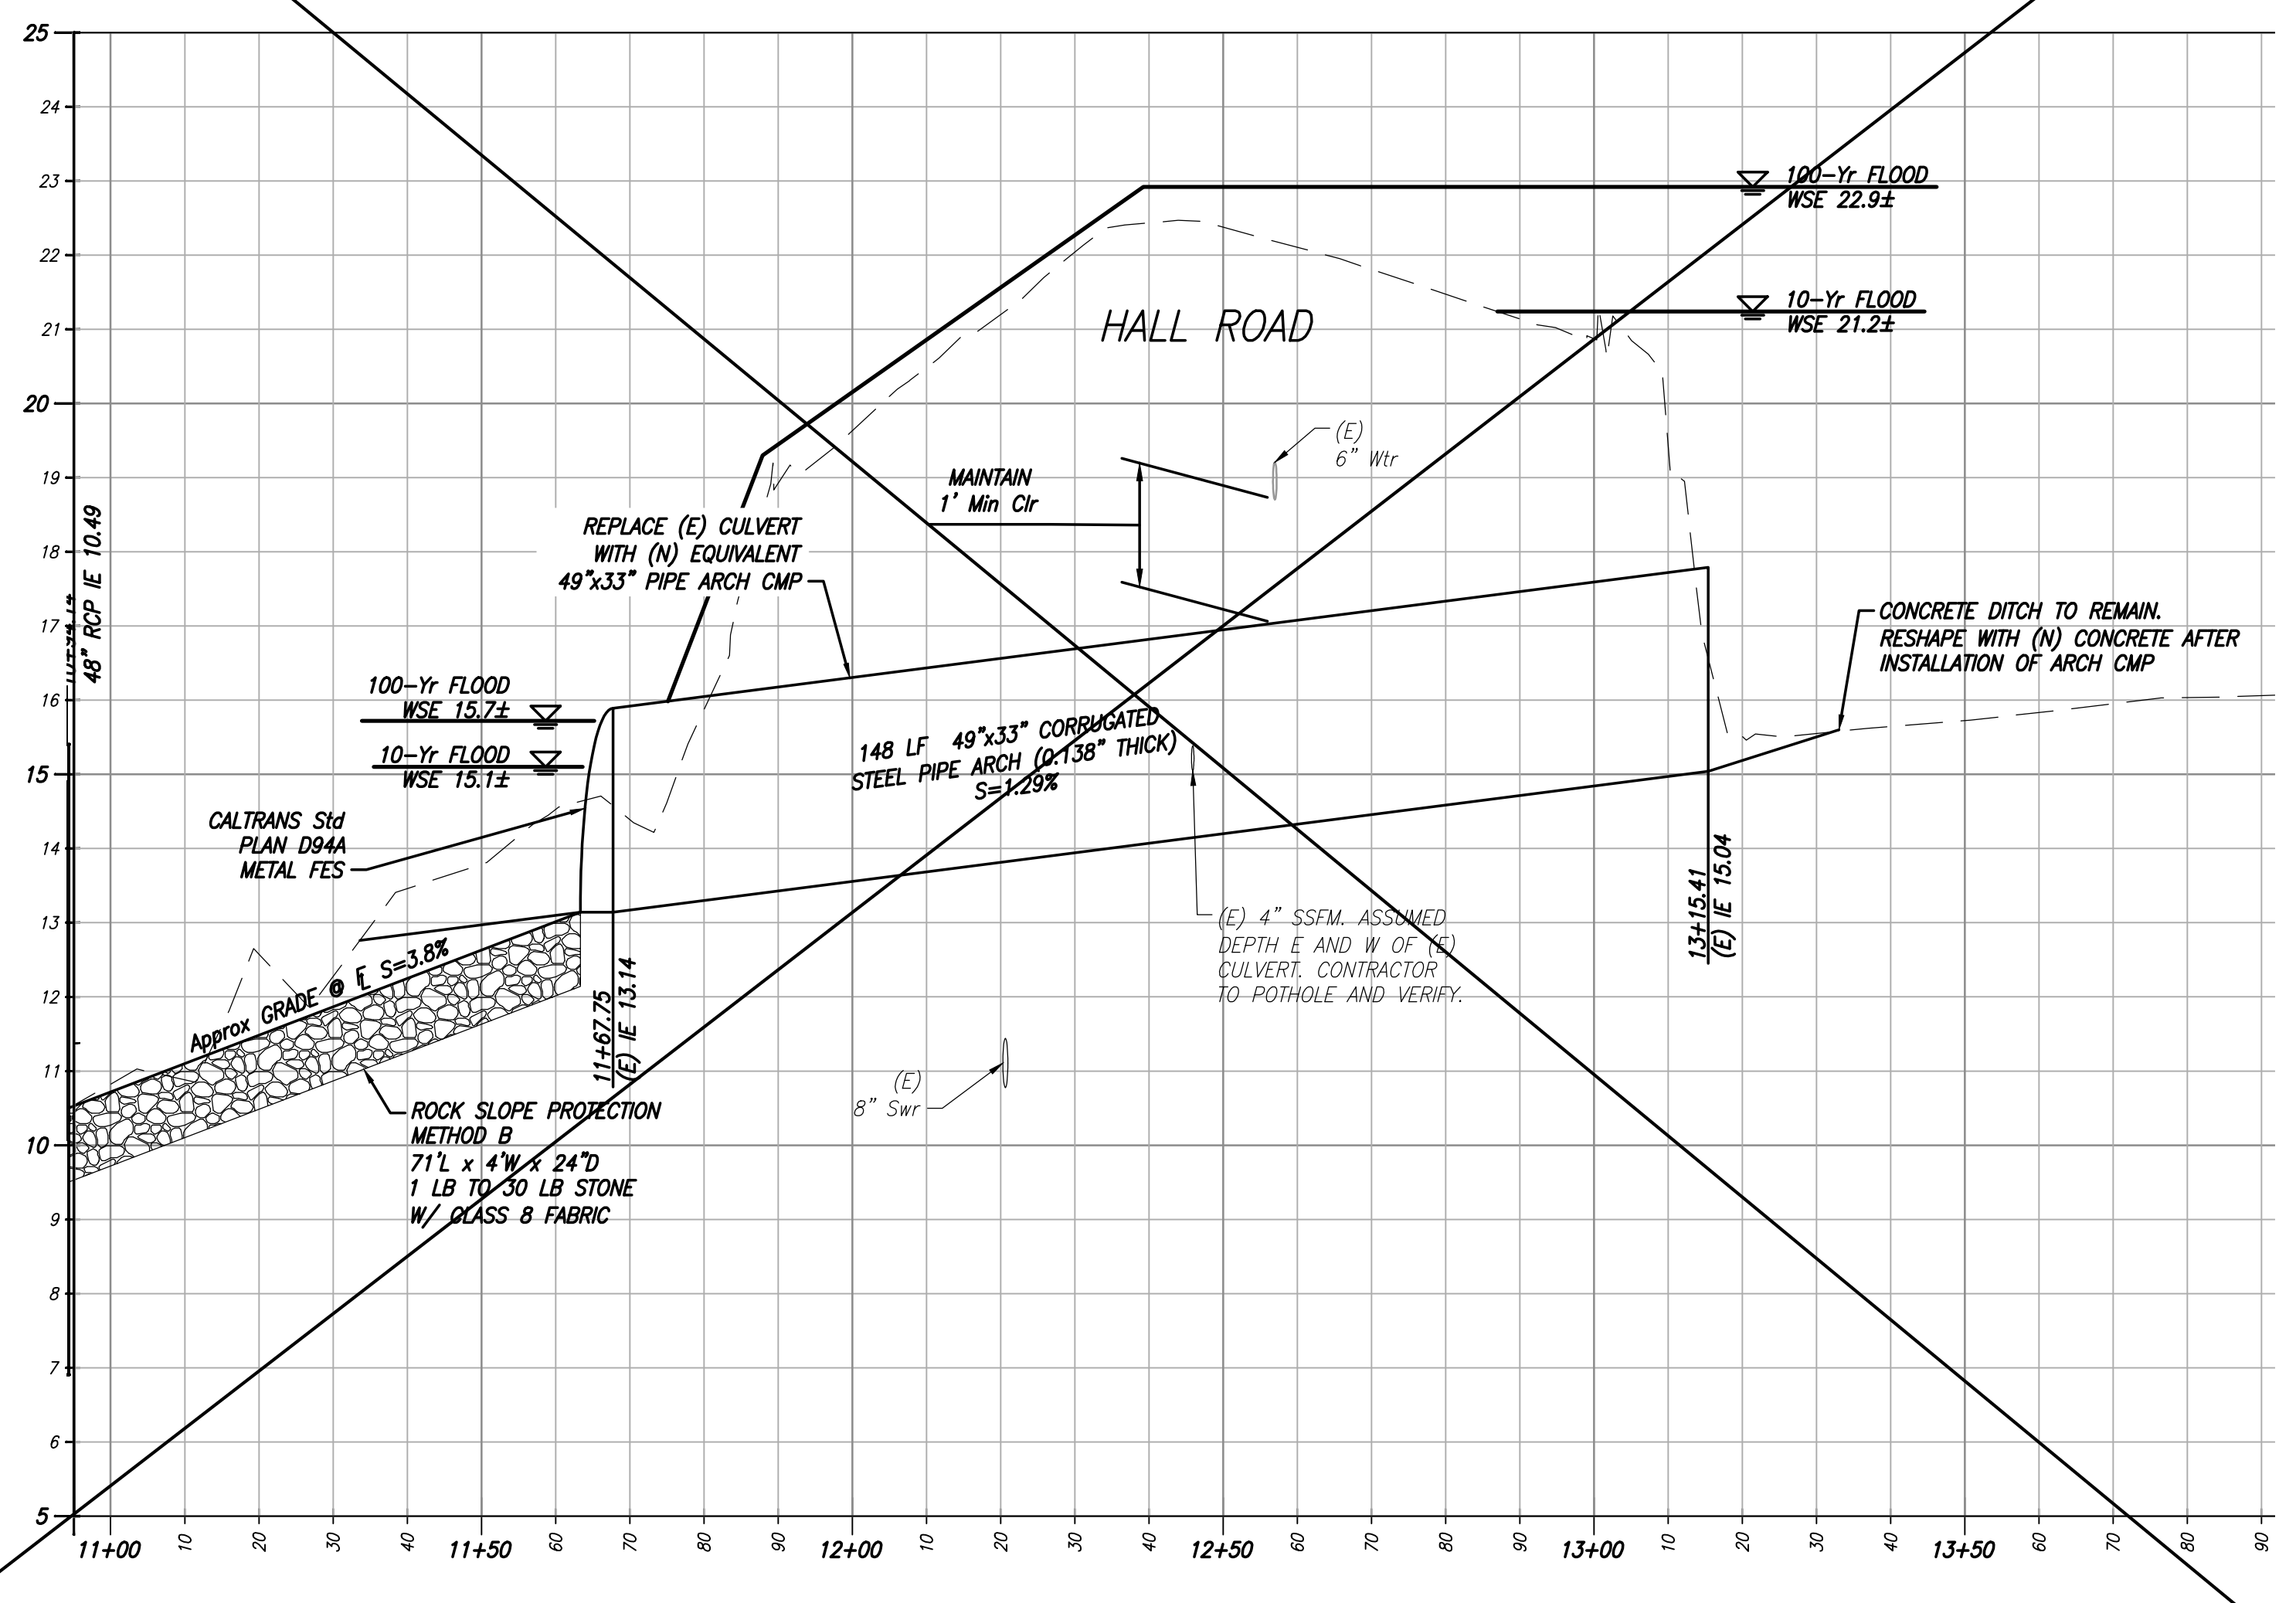 25
24
23
22
21
20
19
18
17
16
15
14
13
12
11
10
9
8
7
6
5
48" RCP IE 10.49
100-Yr FLOOD
WSE 22.9±
10-Yr FLOOD
WSE 21.2±
HALL ROAD
(E)
6" Wtr
MAINTAIN
1' Min Clr
REPLACE (E) CULVERT
WITH (N) EQUIVALENT
49"x33" PIPE ARCH CMP
CONCRETE DITCH TO REMAIN.
RESHAPE WITH (N) CONCRETE AFTER
INSTALLATION OF ARCH CMP
100-Yr FLOOD
WSE 15.7±
10-Yr FLOOD
WSE 15.1±
148 LF 49"x33" CORRUGATED
STEEL PIPE ARCH (0.138" THICK)
S=1.29%
CALTRANS Std
PLAN D94A
METAL FES
13+15.41
(E) IE 15.04
(E) 4" SSFM. ASSUMED
DEPTH E AND W OF (E)
CULVERT. CONTRACTOR
TO POTHOLE AND VERIFY.
Approx GRADE @ FL S=3.8%
11+67.75
(E) IE 13.14
(E)
8" Swr
ROCK SLOPE PROTECTION
METHOD B
71'L x 4'W x 24"D
1 LB TO 30 LB STONE
W/ CLASS 8 FABRIC
11+00 10 20 30 40 11+50 60 70 80 90 12+00 10 20 30 40 12+50 60 70 80 90 13+00 10 20 30 40 13+50 60 70 80 90